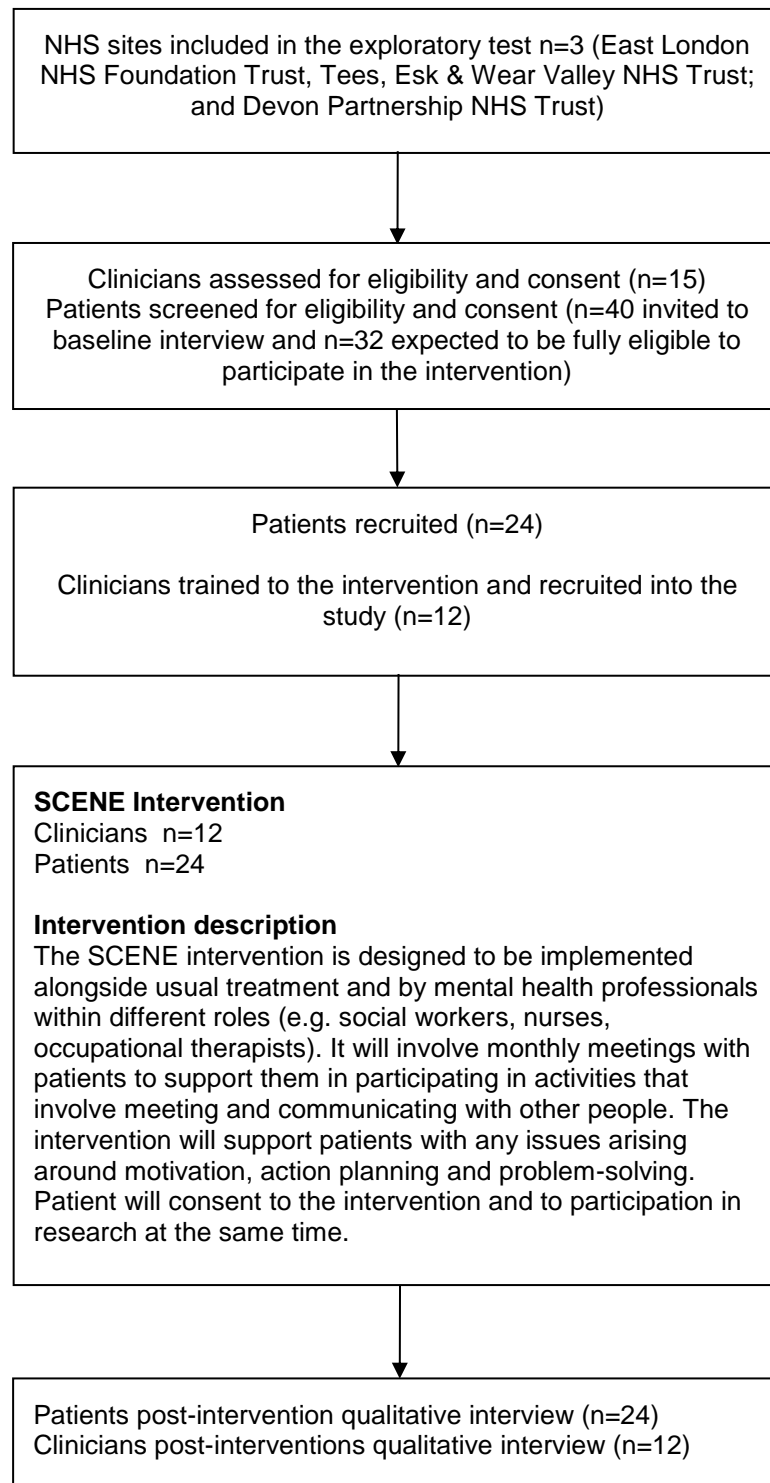 NHS sites included in the exploratory test n=3 (East London
NHS Foundation Trust, Tees, Esk & Wear Valley NHS Trust;
and Devon Partnership NHS Trust)
Clinicians assessed for eligibility and consent (n=15)
Patients screened for eligibility and consent (n=40 invited to
baseline interview and n=32 expected to be fully eligible to
participate in the intervention)
Patients recruited (n=24)
Clinicians trained to the intervention and recruited into the
study (n=12)
SCENE Intervention
Clinicians n=12
Patients n=24
Intervention description
The SCENE intervention is designed to be implemented
alongside usual treatment and by mental health professionals
within different roles (e.g. social workers, nurses,
occupational therapists). It will involve monthly meetings with
patients to support them in participating in activities that
involve meeting and communicating with other people. The
intervention will support patients with any issues arising
around motivation, action planning and problem-solving.
Patient will consent to the intervention and to participation in
research at the same time.
Patients post-intervention qualitative interview (n=24)
Clinicians post-interventions qualitative interview (n=12)